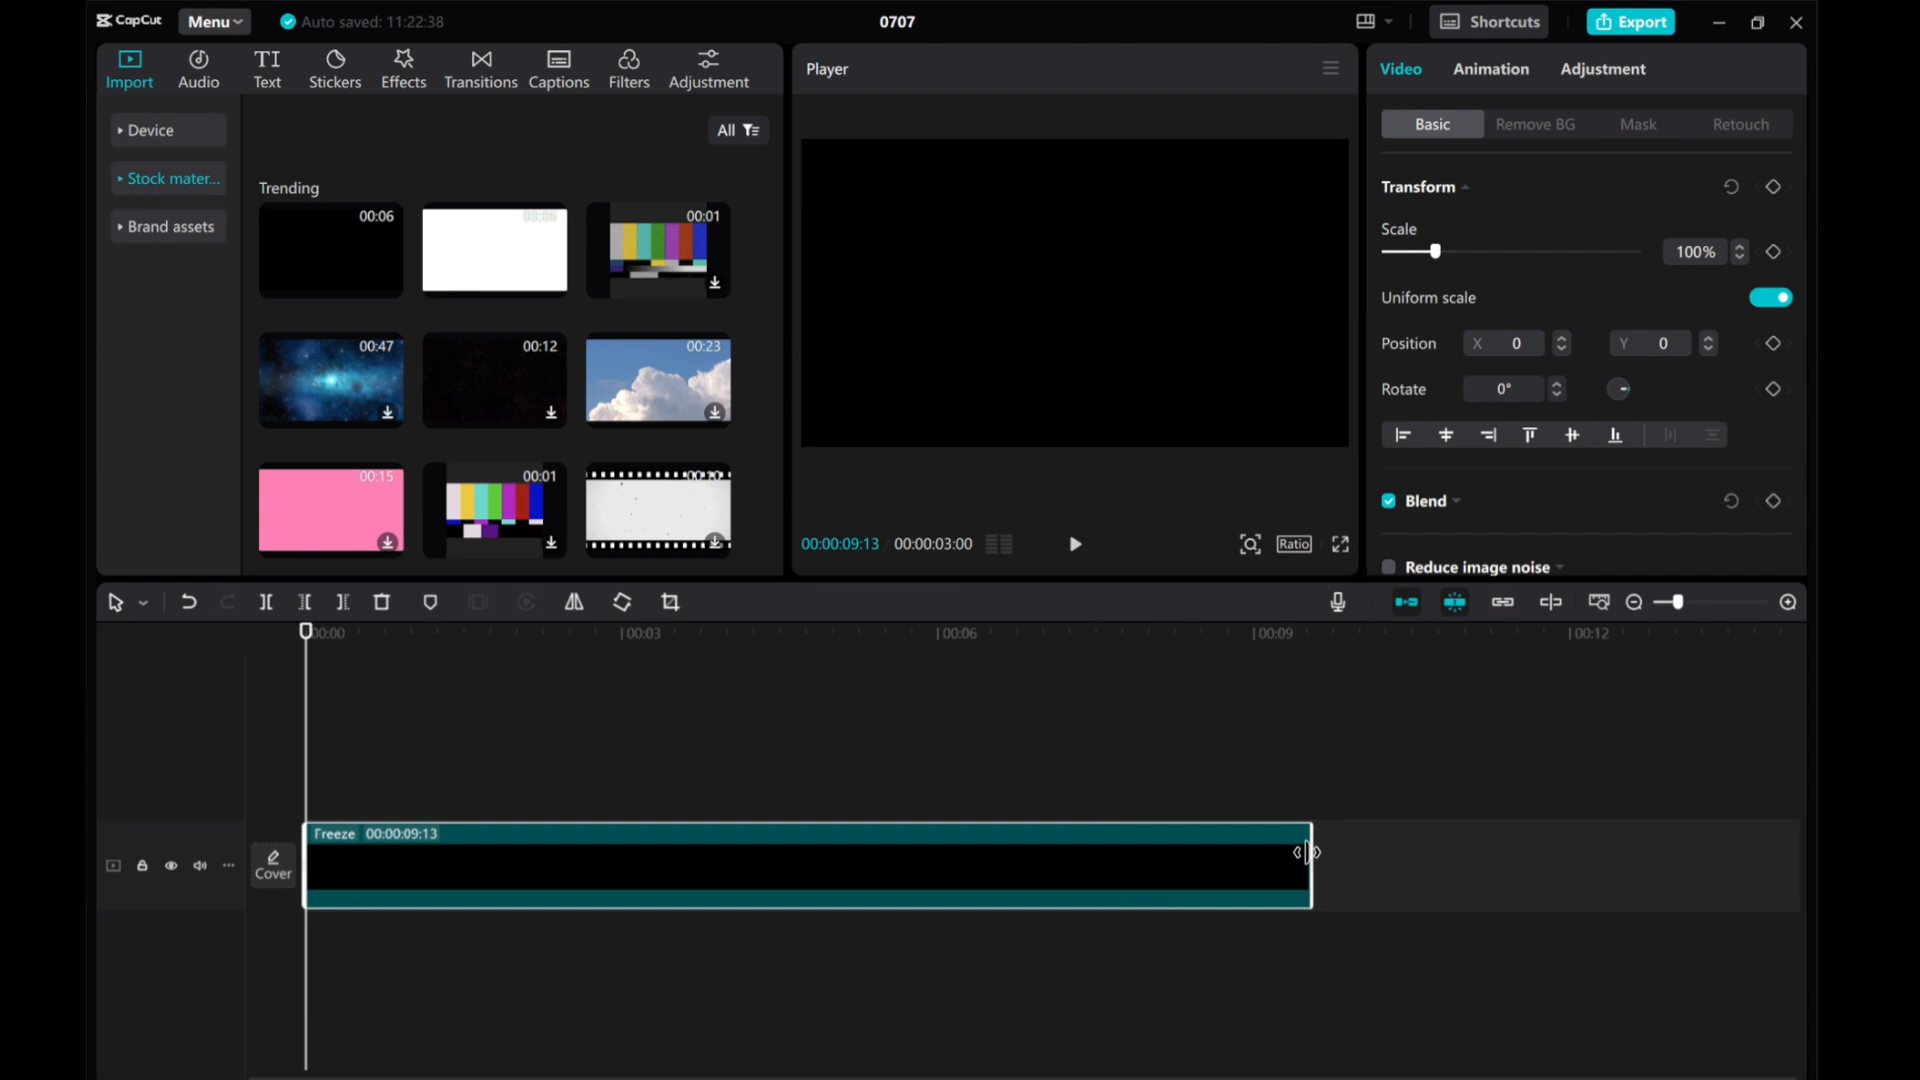 CapCut Menu Auto saved: 11:22:38 0707 Shortcuts Export
Import Audio Text Stickers Effects Transitions Captions Filters Adjustment
Player
Video Animation Adjustment
Device
Stock mater...
Brand assets
All
Trending
00:06
00:01
00:47
00:12
00:23
00:15
00:01
00:00:09:13 00:00:03:00
Ratio
Basic Remove BG Mask Retouch
Transform
Scale
100%
Uniform scale
Position X 0 Y 0
Rotate 0°
Blend
Reduce image noise
00:00 00:03 00:06 00:09 00:12
Freeze 00:00:09:13
Cover